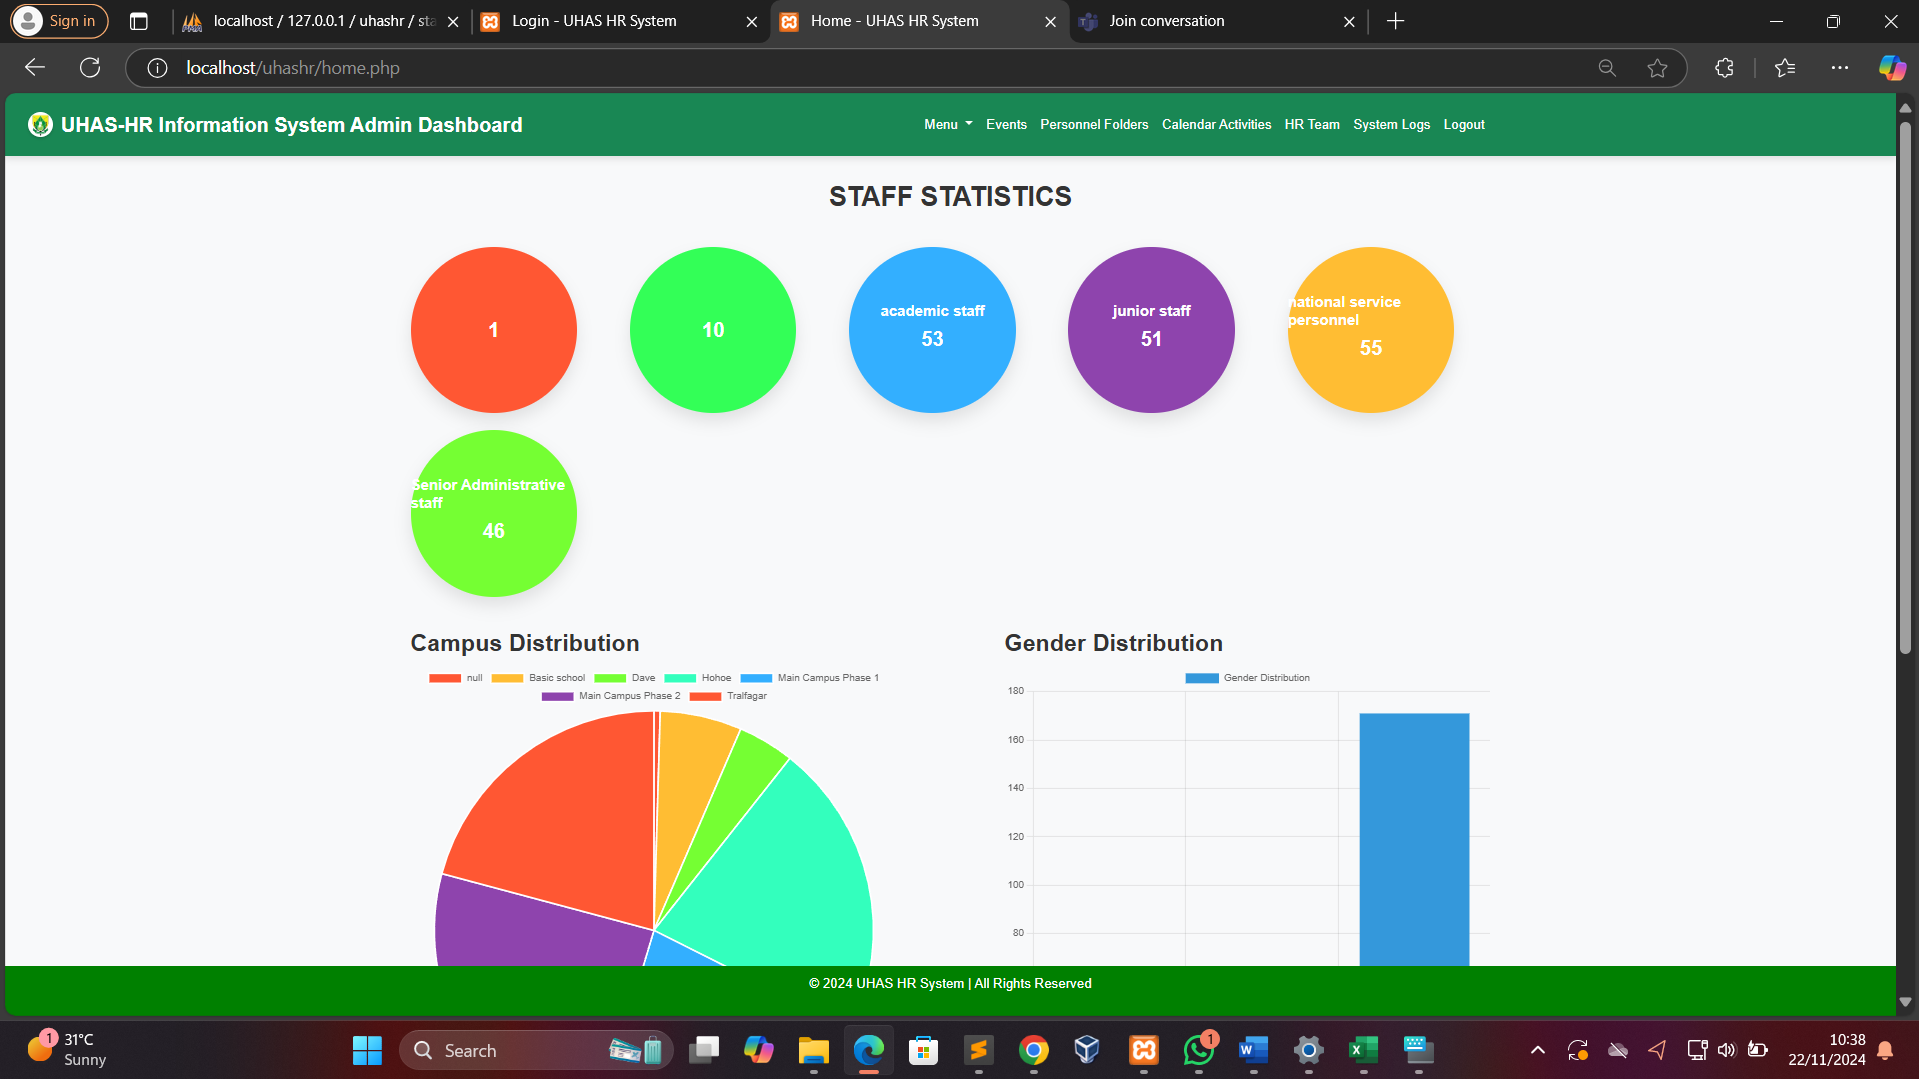 Sign in
localhost / 127.0.0.1 / uhashr / sta
Login - UHAS HR System
Home - UHAS HR System
Join conversation
localhost/uhashr/home.php
UHAS-HR Information System Admin Dashboard
Menu Events Personnel Folders Calendar Activities HR Team System Logs Logout
STAFF STATISTICS
1
10
academic staff
53
junior staff
51
national service
personnel
55
Senior Administrative
staff
46
Campus Distribution
null Basic school Dave Hohoe Main Campus Phase 1
Main Campus Phase 2 Tralfagar
Gender Distribution
Gender Distribution
180
160
140
120
100
80
© 2024 UHAS HR System | All Rights Reserved
1
31°C
Sunny
Search
1
10:38
22/11/2024